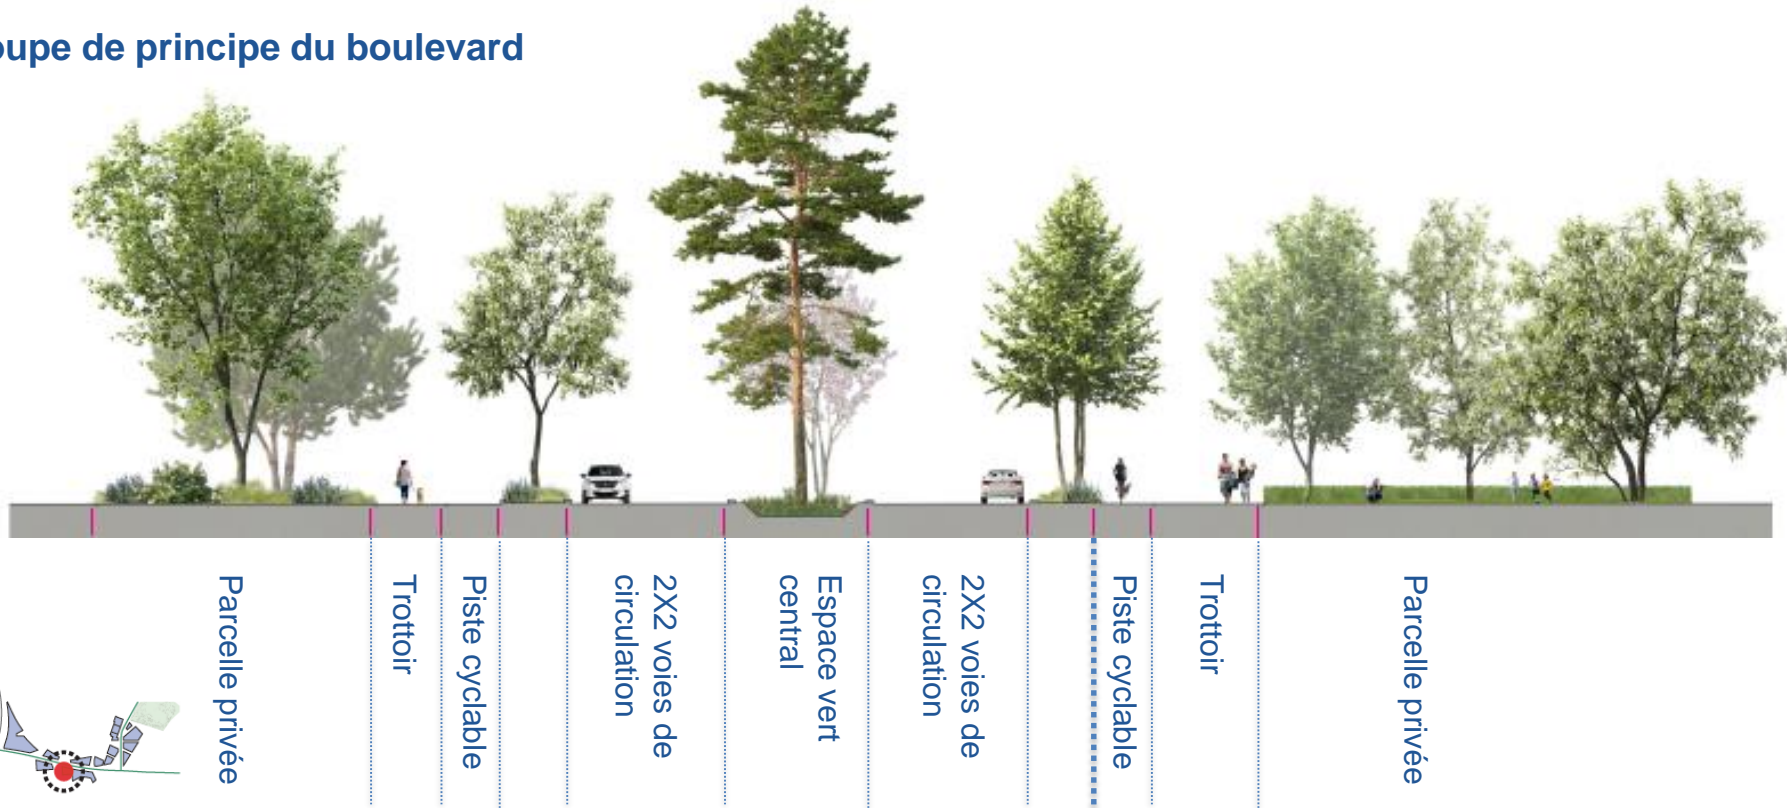 oupe de principe du boulevard
Parcelle privée
Trottoir
Piste cyclable
2X2 voies de
circulation
Espace vert
central
2X2 voies de
circulation
Piste cyclable
Trottoir
Parcelle privée